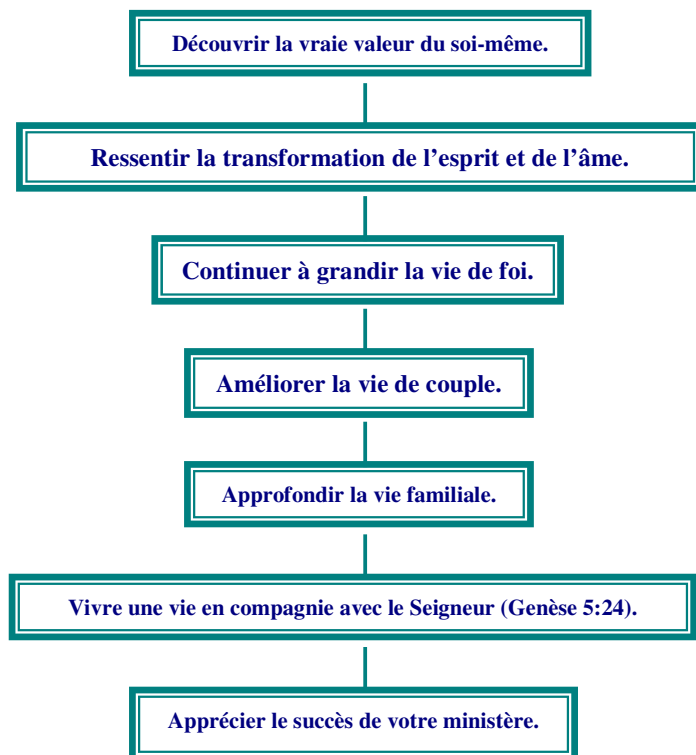 Découvrir la vraie valeur du soi-même.
Ressentir la transformation de l’esprit et de l’âme.
Continuer à grandir la vie de foi.
Améliorer la vie de couple.
Approfondir la vie familiale.
Vivre une vie en compagnie avec le Seigneur (Genèse 5:24).
Apprécier le succès de votre ministère.